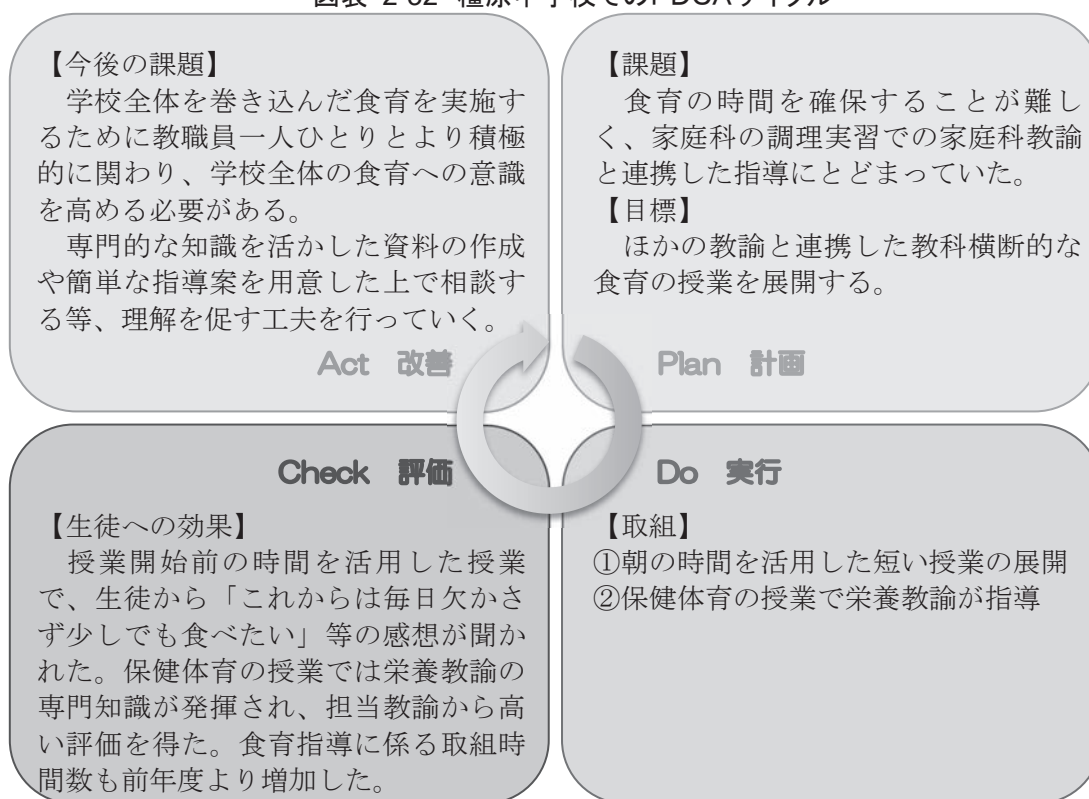 【今後の課題】
　学校全体を巻き込んだ食育を実施す
るために教職員一人ひとりとより積極
的に関わり、学校全体の食育への意識
を高める必要がある。
　専門的な知識を活かした資料の作成
や簡単な指導案を用意した上で相談す
る等、理解を促す工夫を行っていく。
Act　改善
【課題】
　食育の時間を確保することが難し
く、家庭科の調理実習での家庭科教諭
と連携した指導にとどまっていた。
【目標】
　ほかの教諭と連携した教科横断的な
食育の授業を展開する。
Plan　計画
Check　評価
【生徒への効果】
　授業開始前の時間を活用した授業
で、生徒から「これからは毎日欠かさ
ず少しでも食べたい」等の感想が聞か
れた。保健体育の授業では栄養教諭の
専門知識が発揮され、担当教諭から高
い評価を得た。食育指導に係る取組時
間数も前年度より増加した。
Do　実行
【取組】
①朝の時間を活用した短い授業の展開
②保健体育の授業で栄養教諭が指導